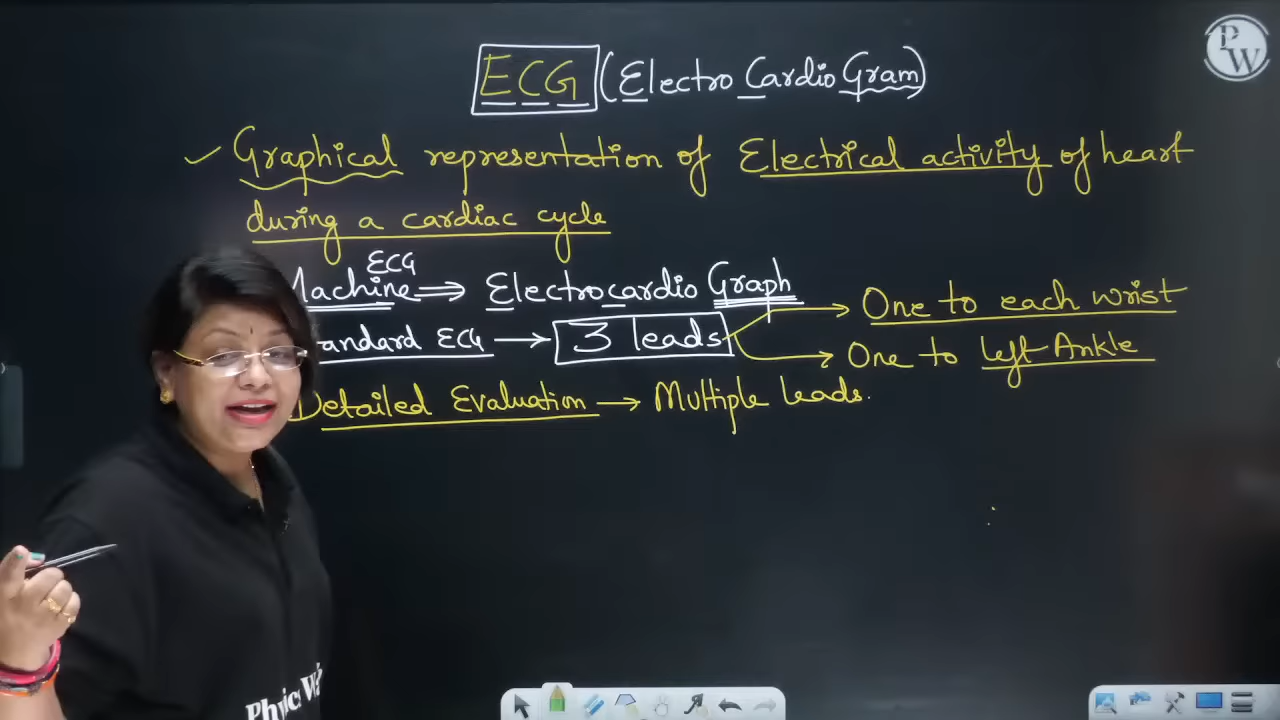 PW
ECG (Electro Cardio Gram)
✓ Graphical representation of Electrical activity of heart
during a cardiac cycle
ECG
Machine ⇒ Electrocardio Graph
andard ECG → 3 leads → One to each wrist
→ One to left Ankle
Detailed Evaluation → Multiple leads.